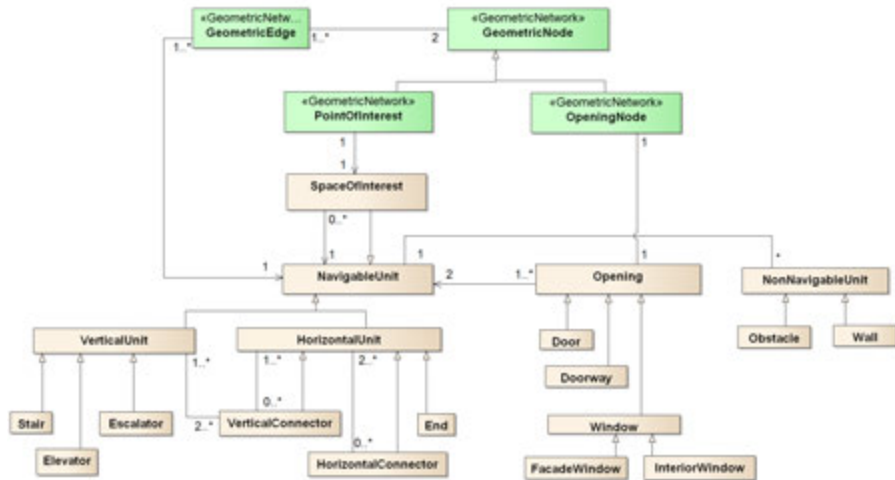 «GeometricNetw...
GeometricEdge
1..*
1..*
2
«GeometricNetwork»
GeometricNode
«GeometricNetwork»
PointOfInterest
«GeometricNetwork»
OpeningNode
1
1
1
SpaceOfInterest
0..*
1
1
1
1
*
NavigableUnit
2
1..*
Opening
NonNavigableUnit
VerticalUnit
HorizontalUnit
Door
Obstacle
Wall
1..*
1..*
2..*
Doorway
0..*
Stair
Escalator
2..*
VerticalConnector
End
Window
0..*
Elevator
HorizontalConnector
FacadeWindow
InteriorWindow